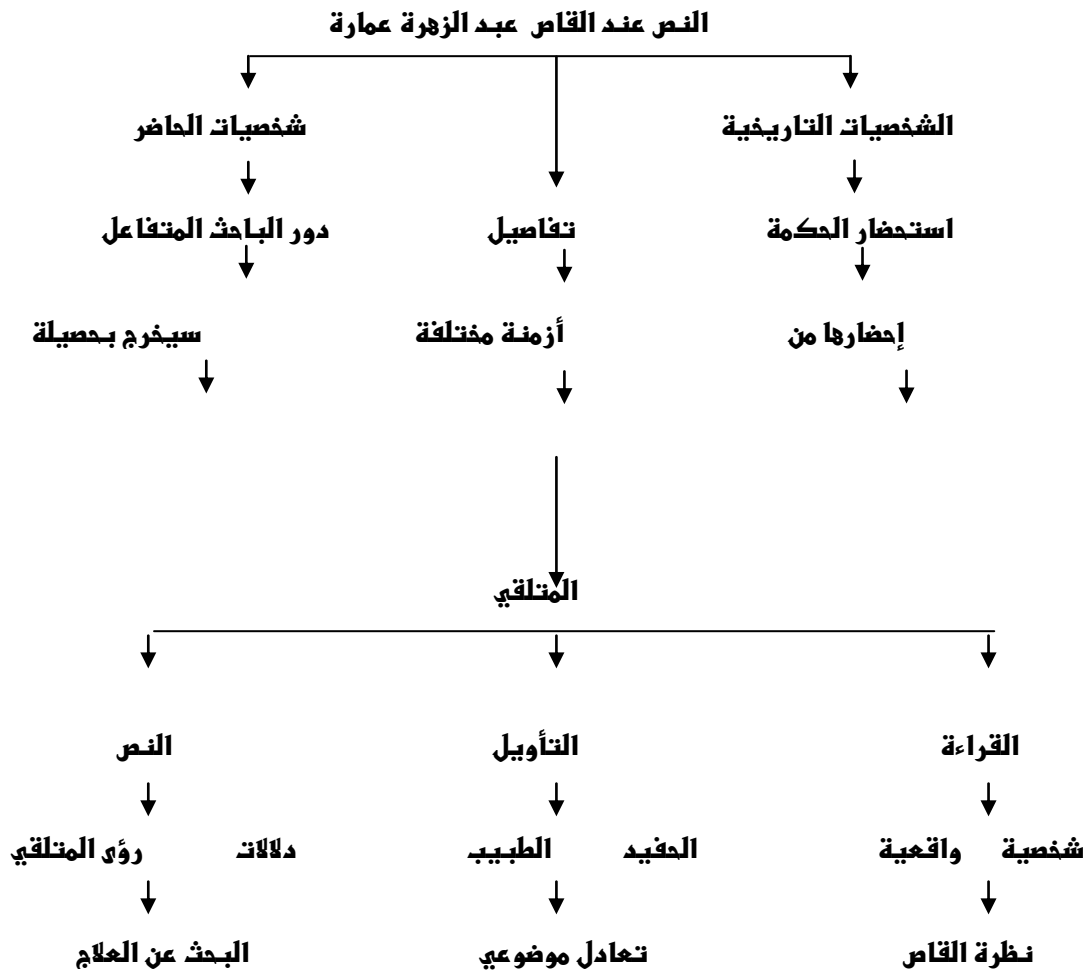 النص عند القاص عبد الزهرة عمارة
الشخصيات التاريخية شخصيات الحاضر
استحضار الحكمة تفاصيل دور الباحث المتفاعل
إحضارها من أزمنة مختلفة سيخرج بحصيلة
المتلقي
القراءة التأويل النص
شخصية واقعية الحفيد الطبيب دلالات رؤى المتلقي
نظرة القاص تعادل موضوعي البحث عن العلاج